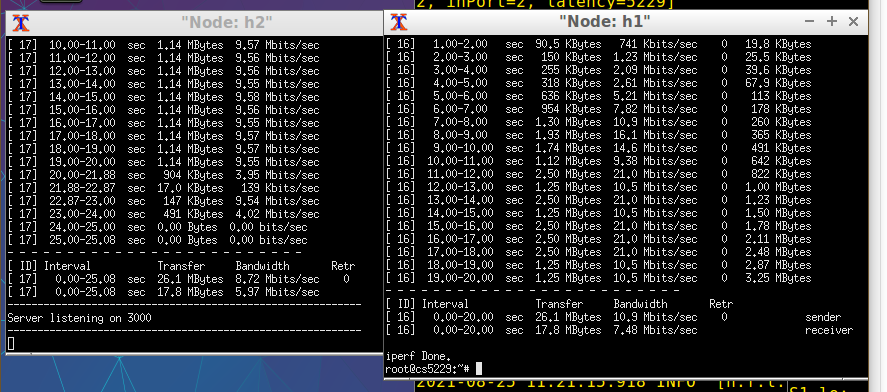 2, inPort=2, latency=5229]
"Node: h2"
[ 17]  10.00-11.00  sec  1.14 MBytes  9.57 Mbits/sec
[ 17]  11.00-12.00  sec  1.14 MBytes  9.56 Mbits/sec
[ 17]  12.00-13.00  sec  1.14 MBytes  9.56 Mbits/sec
[ 17]  13.00-14.00  sec  1.14 MBytes  9.55 Mbits/sec
[ 17]  14.00-15.00  sec  1.14 MBytes  9.58 Mbits/sec
[ 17]  15.00-16.00  sec  1.14 MBytes  9.56 Mbits/sec
[ 17]  16.00-17.00  sec  1.14 MBytes  9.55 Mbits/sec
[ 17]  17.00-18.00  sec  1.14 MBytes  9.56 Mbits/sec
[ 17]  18.00-19.00  sec  1.14 MBytes  9.57 Mbits/sec
[ 17]  19.00-20.00  sec  1.14 MBytes  9.55 Mbits/sec
[ 17]  20.00-21.88  sec   904 KBytes  3.95 Mbits/sec
[ 17]  21.88-22.87  sec  17.0 KBytes   139 Kbits/sec
[ 17]  22.87-23.00  sec   147 KBytes  9.54 Mbits/sec
[ 17]  23.00-24.00  sec   491 KBytes  4.02 Mbits/sec
[ 17]  24.00-25.00  sec  0.00 Bytes  0.00 bits/sec
[ 17]  25.00-25.08  sec  0.00 Bytes  0.00 bits/sec
- - - - - - - - - - - - - - - - - - - - - - - - -
[ ID] Interval           Transfer     Bandwidth       Retr
[ 17]   0.00-25.08  sec  26.1 MBytes  8.72 Mbits/sec    0
[ 17]   0.00-25.08  sec  17.8 MBytes  5.97 Mbits/sec
-----------------------------------------------------------
Server listening on 3000
-----------------------------------------------------------
"Node: h1"
[ 16]   1.00-2.00   sec  90.5 KBytes   741 Kbits/sec    0   19.8 KBytes
[ 16]   2.00-3.00   sec   150 KBytes  1.23 Mbits/sec    0   25.5 KBytes
[ 16]   3.00-4.00   sec   255 KBytes  2.09 Mbits/sec    0   39.6 KBytes
[ 16]   4.00-5.00   sec   318 KBytes  2.61 Mbits/sec    0   67.9 KBytes
[ 16]   5.00-6.00   sec   636 KBytes  5.21 Mbits/sec    0    113 KBytes
[ 16]   6.00-7.00   sec   954 KBytes  7.82 Mbits/sec    0    178 KBytes
[ 16]   7.00-8.00   sec  1.30 MBytes  10.9 Mbits/sec    0    260 KBytes
[ 16]   8.00-9.00   sec  1.93 MBytes  16.1 Mbits/sec    0    365 KBytes
[ 16]   9.00-10.00  sec  1.74 MBytes  14.6 Mbits/sec    0    491 KBytes
[ 16]  10.00-11.00  sec  1.12 MBytes  9.38 Mbits/sec    0    642 KBytes
[ 16]  11.00-12.00  sec  2.50 MBytes  21.0 Mbits/sec    0    822 KBytes
[ 16]  12.00-13.00  sec  1.25 MBytes  10.5 Mbits/sec    0   1.00 MBytes
[ 16]  13.00-14.00  sec  2.50 MBytes  21.0 Mbits/sec    0   1.23 MBytes
[ 16]  14.00-15.00  sec  1.25 MBytes  10.5 Mbits/sec    0   1.50 MBytes
[ 16]  15.00-16.00  sec  2.50 MBytes  21.0 Mbits/sec    0   1.78 MBytes
[ 16]  16.00-17.00  sec  2.50 MBytes  21.0 Mbits/sec    0   2.11 MBytes
[ 16]  17.00-18.00  sec  2.50 MBytes  21.0 Mbits/sec    0   2.48 MBytes
[ 16]  18.00-19.00  sec  1.25 MBytes  10.5 Mbits/sec    0   2.87 MBytes
[ 16]  19.00-20.00  sec  1.25 MBytes  10.5 Mbits/sec    0   3.25 MBytes
- - - - - - - - - - - - - - - - - - - - - - - - -
[ ID] Interval           Transfer     Bandwidth       Retr
[ 16]   0.00-20.00  sec  26.1 MBytes  10.9 Mbits/sec    0             sender
[ 16]   0.00-20.00  sec  17.8 MBytes  7.48 Mbits/sec                  receiver
iperf Done.
root@cs5229:~#
2021-08-25 11:21:15.918 INFO  [n.f.l.